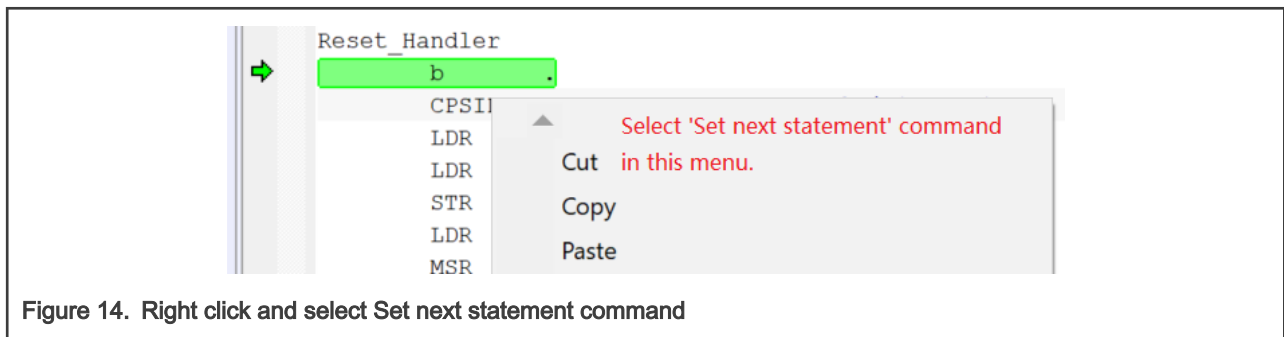 Reset_Handler
b .
LDR
LDR
STR
LDR
MSR
Select 'Set next statement' command
in this menu.
Cut
Copy
Paste
Figure 14. Right click and select Set next statement command